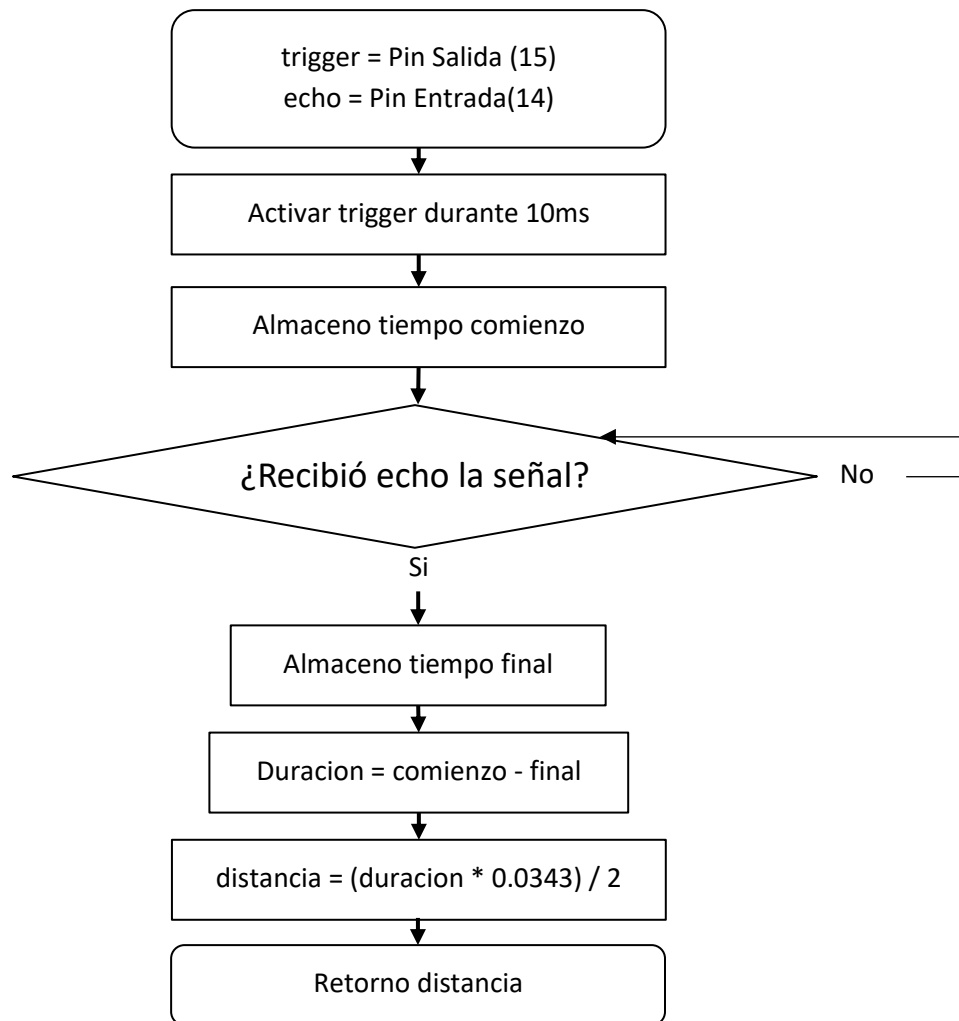 trigger = Pin Salida (15)
echo = Pin Entrada(14)
Activar trigger durante 10ms
Almaceno tiempo comienzo
¿Recibió echo la señal?
No
Si
Almaceno tiempo final
Duracion = comienzo - final
distancia = (duracion * 0.0343) / 2
Retorno distancia